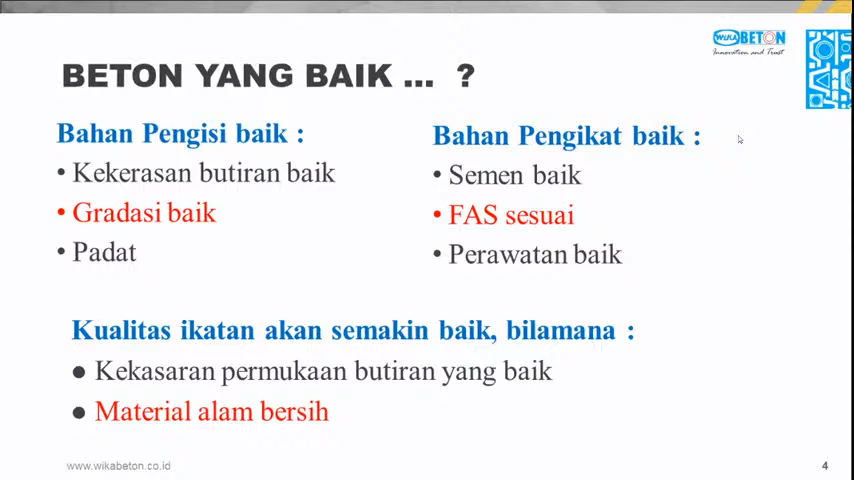 WIKA BETON
Innovation and Trust
BETON YANG BAIK ... ?
Bahan Pengisi baik :
• Kekerasan butiran baik
• Gradasi baik
• Padat
Bahan Pengikat baik :
• Semen baik
• FAS sesuai
• Perawatan baik
Kualitas ikatan akan semakin baik, bilamana :
● Kekasaran permukaan butiran yang baik
● Material alam bersih
www.wikabeton.co.id
4